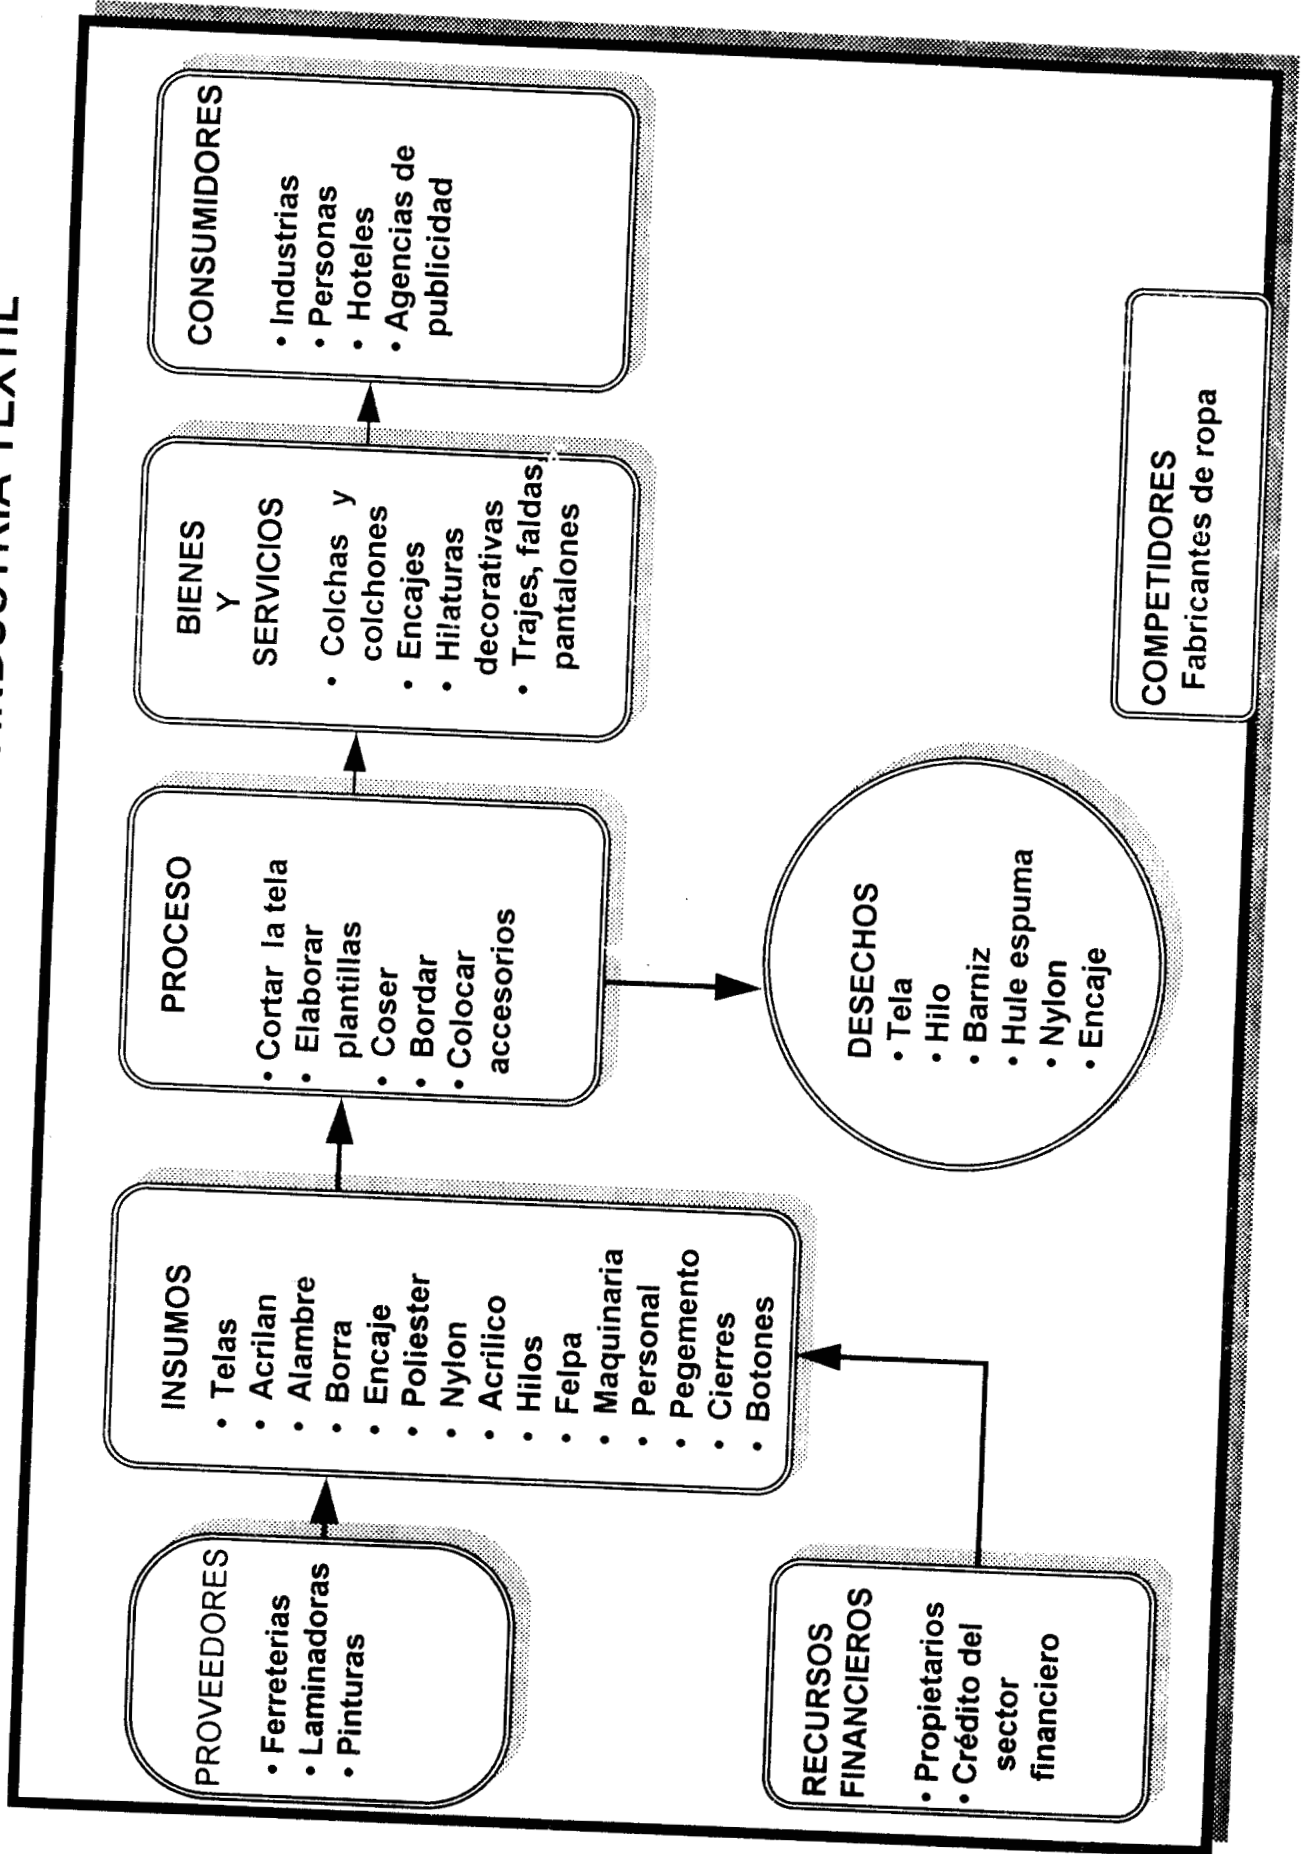 INDUSTRIA TEXTIL
PROVEEDORES
• Ferreterias
• Laminadoras
• Pinturas
INSUMOS
• Telas
• Acrilan
• Alambre
• Borra
• Encaje
• Poliester
• Nylon
• Acrilico
• Hilos
• Felpa
• Maquinaria
• Personal
• Pegemento
• Cierres
• Botones
PROCESO
• Cortar la tela
• Elaborar
plantillas
• Coser
• Bordar
• Colocar
accesorios
BIENES
Y
SERVICIOS
• Colchas y
colchones
• Encajes
• Hilaturas
decorativas
• Trajes, faldas,
pantalones
CONSUMIDORES
• Industrias
• Personas
• Hoteles
• Agencias de
publicidad
RECURSOS
FINANCIEROS
• Propietarios
• Crédito del
sector
financiero
DESECHOS
• Tela
• Hilo
• Barniz
• Hule espuma
• Nylon
• Encaje
COMPETIDORES
Fabricantes de ropa